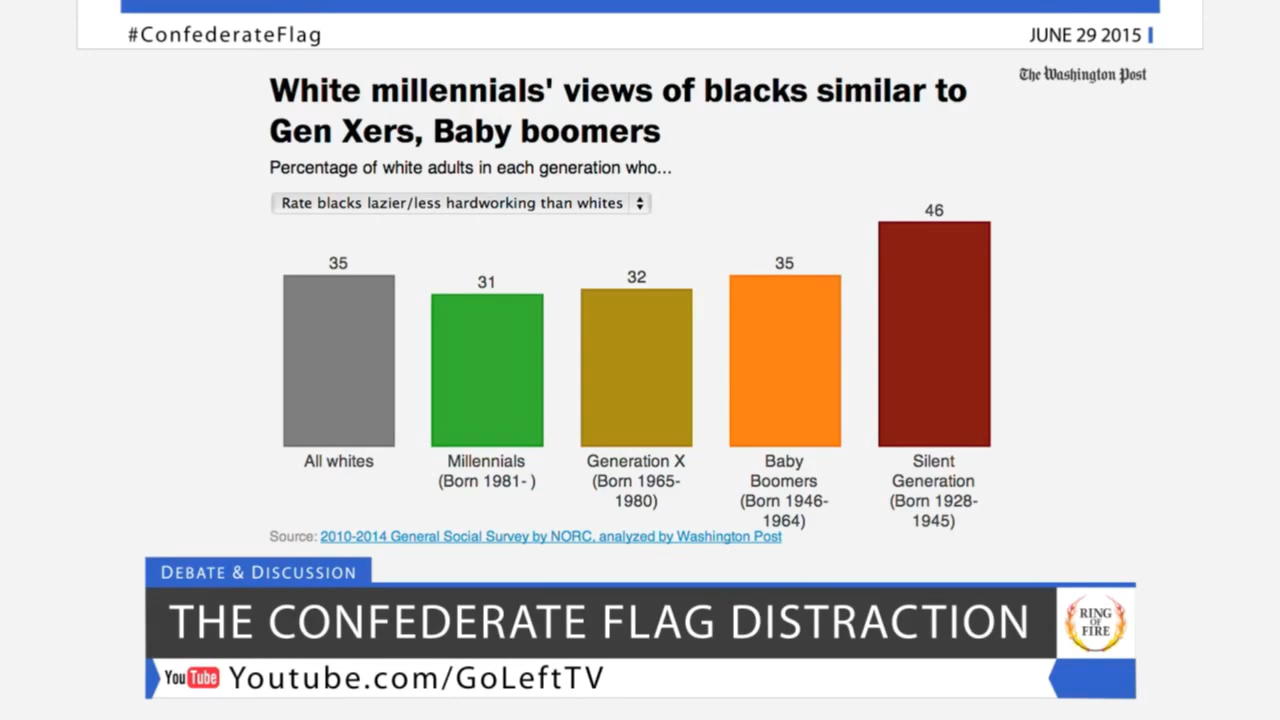 #ConfederateFlag
JUNE 29 2015
The Washington Post
White millennials' views of blacks similar to
Gen Xers, Baby boomers
Percentage of white adults in each generation who...
Rate blacks lazier/less hardworking than whites
35
31
32
35
46
All whites
Millennials
(Born 1981- )
Generation X
(Born 1965-
1980)
Baby
Boomers
(Born 1946-
1964)
Silent
Generation
(Born 1928-
1945)
Source: 2010-2014 General Social Survey by NORC, analyzed by Washington Post
DEBATE & DISCUSSION
THE CONFEDERATE FLAG DISTRACTION
RING
OF
FIRE
YouTube Youtube.com/GoLeftTV